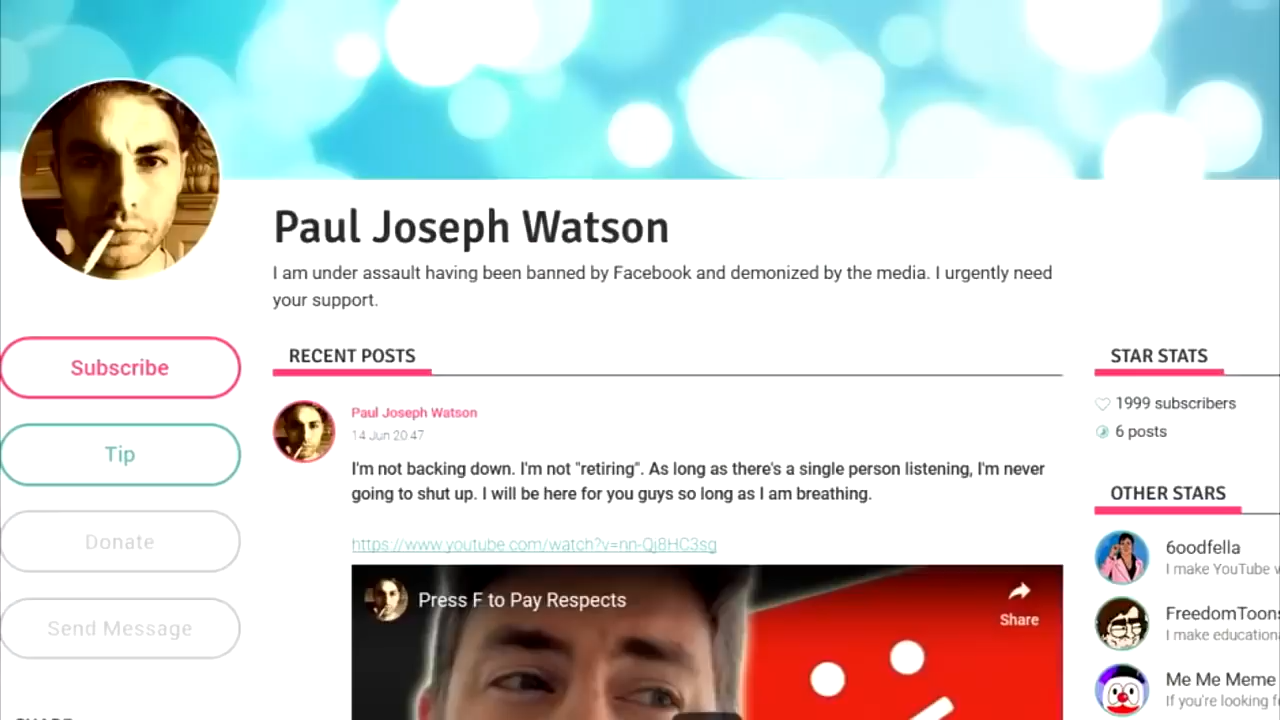 Paul Joseph Watson
I am under assault having been banned by Facebook and demonized by the media. I urgently need
your support.
Subscribe
Tip
Donate
Send Message
RECENT POSTS
Paul Joseph Watson
14 Jun 20:47
I'm not backing down. I'm not "retiring". As long as there's a single person listening, I'm never
going to shut up. I will be here for you guys so long as I am breathing.
https://www.youtube.com/watch?v=nn-Qi8HC3sg
Press F to Pay Respects
Share
STAR STATS
1999 subscribers
6 posts
OTHER STARS
6oodfella
I make YouTube v
FreedomToons
I make educationa
Me Me Meme
If you're looking f